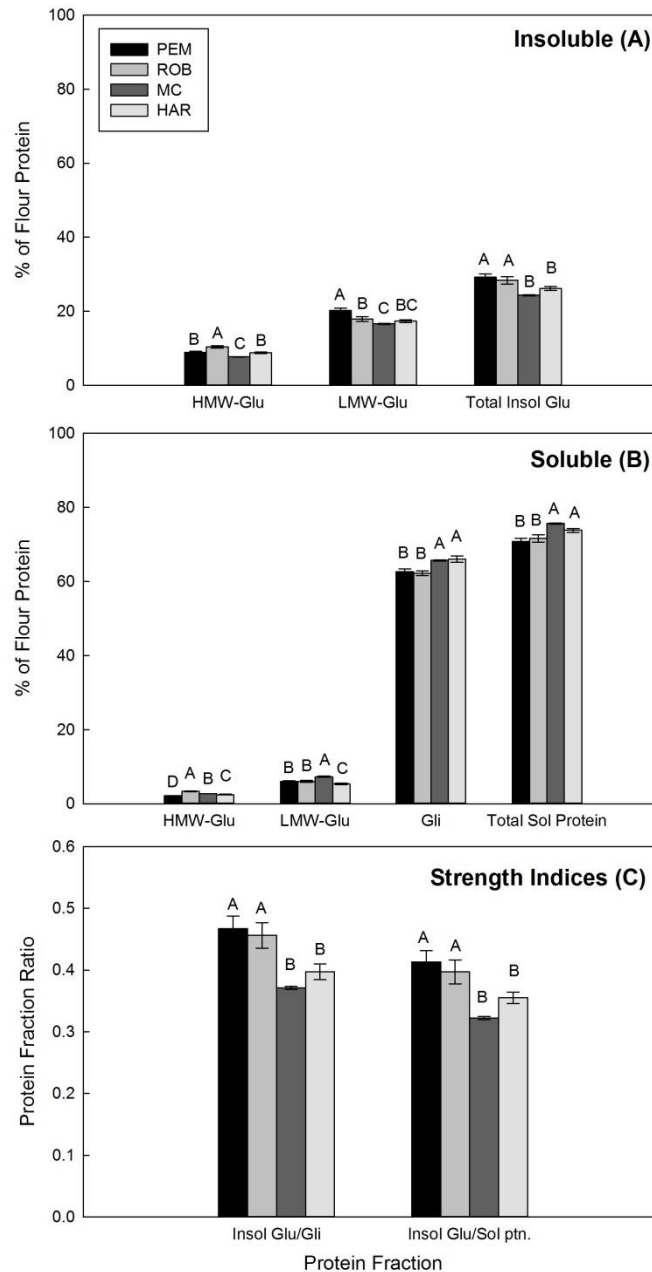 100
Insoluble (A)
PEM
ROB
MC
HAR
80
60
40
20
0
% of Flour Protein
B A C B
A B C BC
A A B B
HMW-Glu LMW-Glu Total Insol Glu
100
Soluble (B)
80
60
40
20
0
% of Flour Protein
D A B C
B B A C
B B A A
B B A A
HMW-Glu LMW-Glu Gli Total Sol Protein
0.6
Strength Indices (C)
0.5
0.4
0.3
0.2
0.1
0.0
Protein Fraction Ratio
A A B B
A A B B
Insol Glu/Gli Insol Glu/Sol ptn.
Protein Fraction